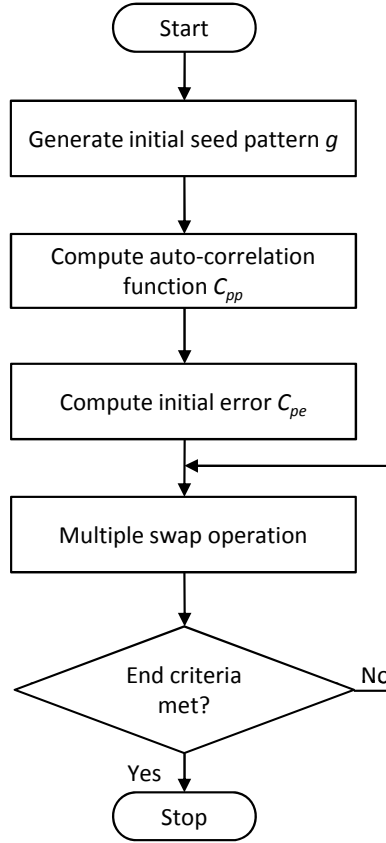 Start
Generate initial seed pattern g
Compute auto-correlation
function Cpp
Compute initial error Cpe
Multiple swap operation
End criteria
met?
No
Yes
Stop